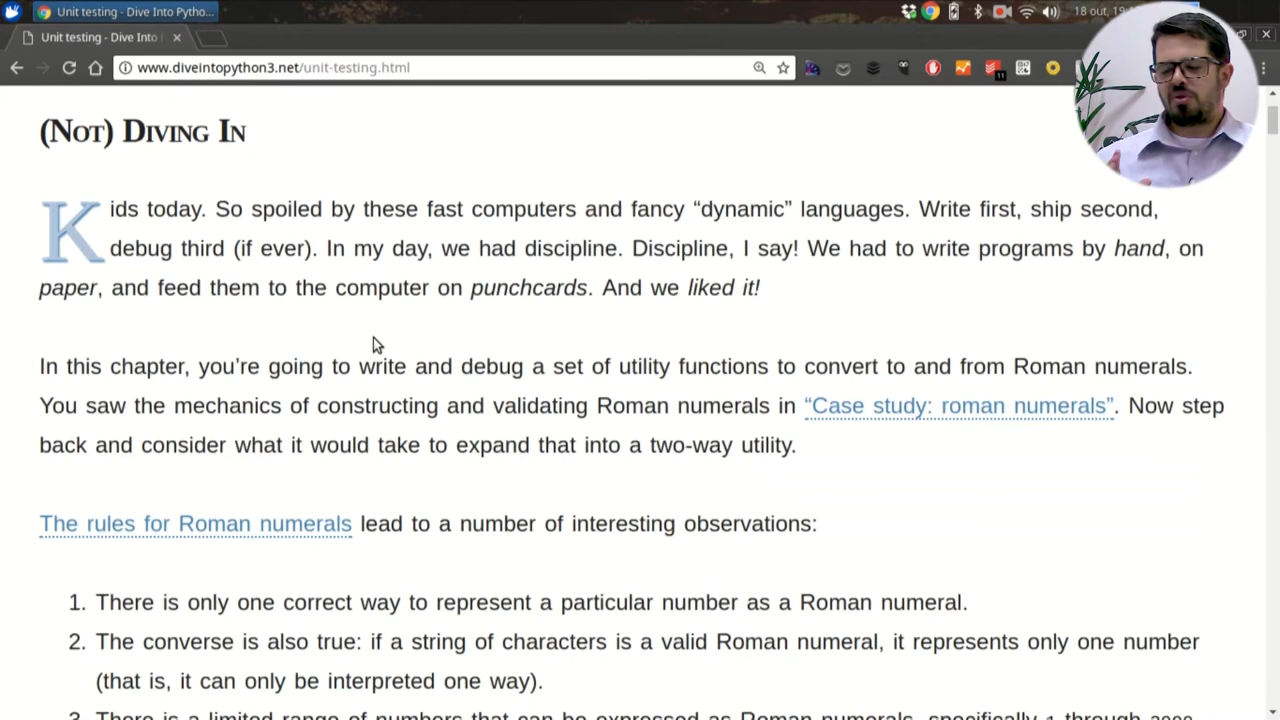 Unit testing - Dive Into Pytho...
18 out, 19
Unit testing - Dive Into
www.diveintopython3.net/unit-testing.html
11
(Not) Diving In
Kids today. So spoiled by these fast computers and fancy “dynamic” languages. Write first, ship second,
debug third (if ever). In my day, we had discipline. Discipline, I say! We had to write programs by hand, on
paper, and feed them to the computer on punchcards. And we liked it!
In this chapter, you’re going to write and debug a set of utility functions to convert to and from Roman numerals.
You saw the mechanics of constructing and validating Roman numerals in “Case study: roman numerals”. Now step
back and consider what it would take to expand that into a two-way utility.
The rules for Roman numerals lead to a number of interesting observations:
1. There is only one correct way to represent a particular number as a Roman numeral.
2. The converse is also true: if a string of characters is a valid Roman numeral, it represents only one number
(that is, it can only be interpreted one way).
3. There is a limited range of numbers that can be expressed as Roman numerals, specifically 1 through